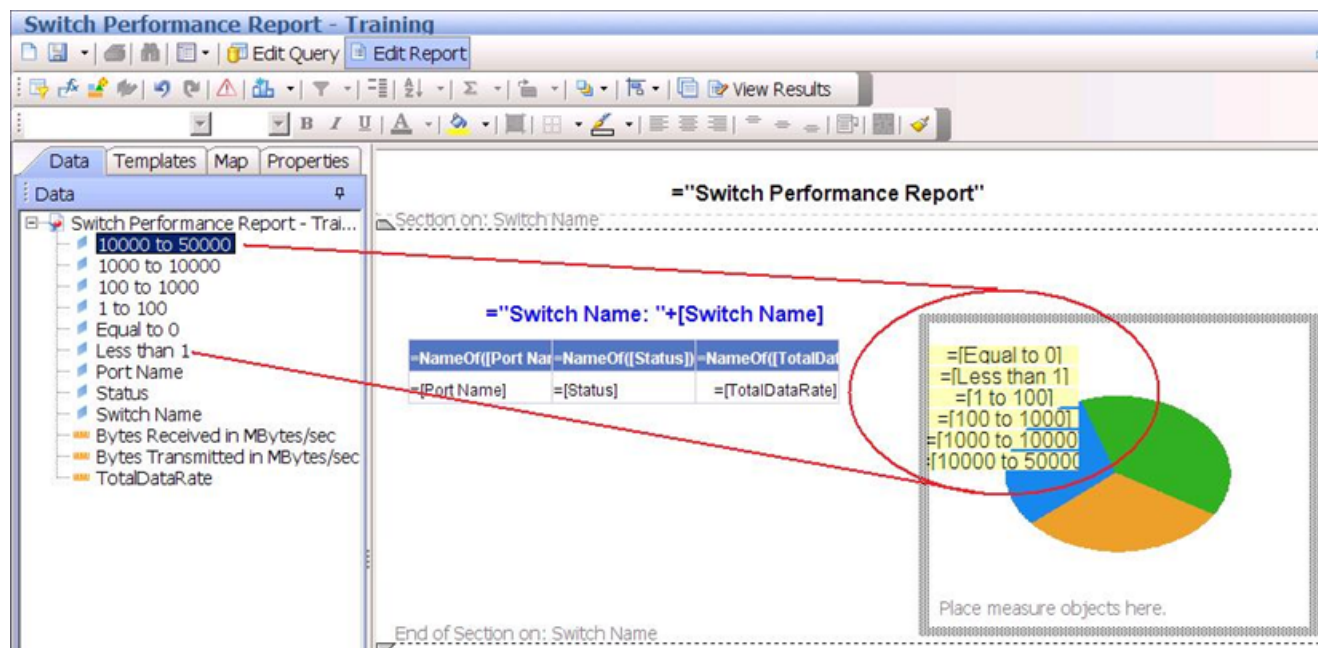 Switch Performance Report - Training
Edit Query Edit Report
View Results
B I U A
Data Templates Map Properties
Data
Switch Performance Report - Trai...
10000 to 50000
1000 to 10000
100 to 1000
1 to 100
Equal to 0
Less than 1
Port Name
Status
Switch Name
Bytes Received in MBytes/sec
Bytes Transmitted in MBytes/sec
TotalDataRate
="Switch Performance Report"
Section on: Switch Name
="Switch Name: "+[Switch Name]
=NameOf([Port Nar =NameOf([Status]) =NameOf([TotalDat
=[Port Name] =[Status] =[TotalDataRate]
=[Equal to 0]
=[Less than 1]
=[1 to 100]
=[100 to 1000]
=[1000 to 10000
=[10000 to 50000
Place measure objects here.
End of Section on: Switch Name